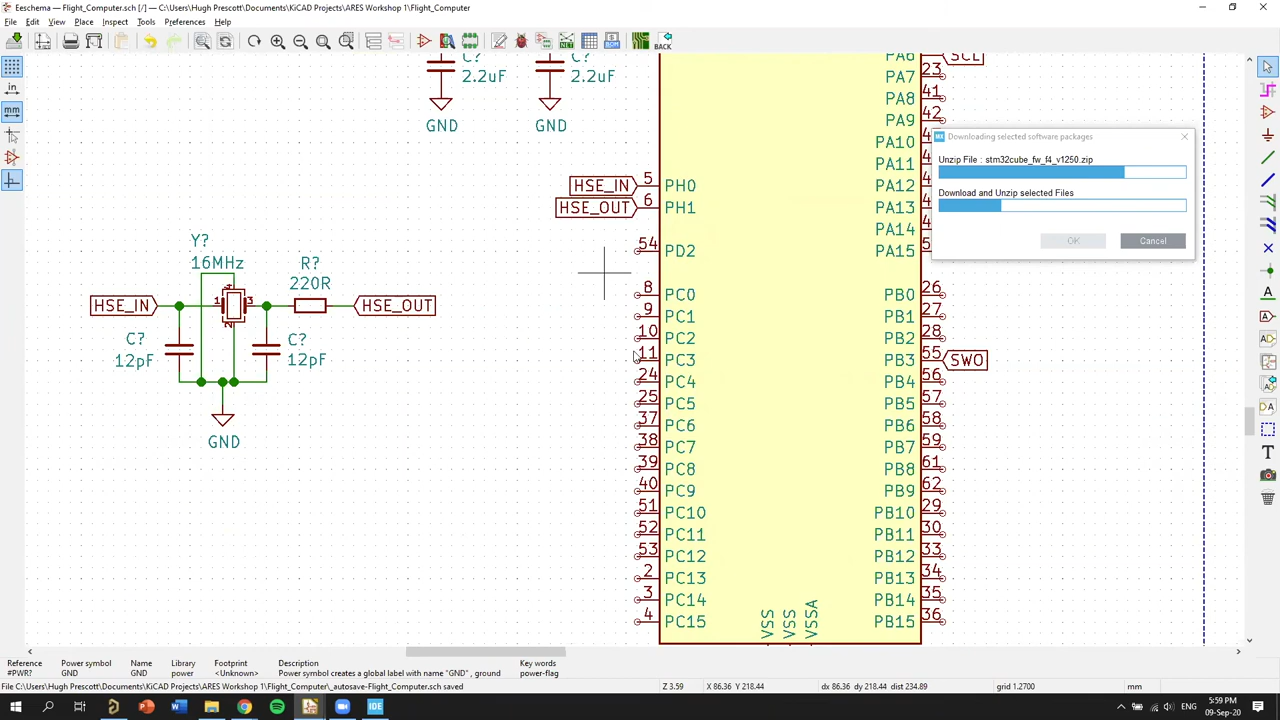 Eeschema — Flight_Computer.sch [/] — C:\Users\Hugh Prescott\Documents\KiCAD Projects\ARES Workshop 1\Flight_Computer
File Edit View Place Inspect Tools Preferences Help
BOM
BACK
in
mm
C?
2.2uF
GND
C?
2.2uF
GND
HSE_IN 5 PH0
HSE_OUT 6 PH1
54 PD2
8 PC0
9 PC1
10 PC2
11 PC3
24 PC4
25 PC5
37 PC6
38 PC7
39 PC8
40 PC9
51 PC10
52 PC11
53 PC12
2 PC13
3 PC14
4 PC15
VSS
VSS
VSSA
PA6 SCL
PA7 23
PA8 41
PA9 42
PA10
PA11
PA12
PA13
PA14
PA15
PB0 26
PB1 27
PB2 28
PB3 55 SWO
PB4 56
PB5 57
PB6 58
PB7 59
PB8 61
PB9 62
PB10 29
PB11 30
PB12 33
PB13 34
PB14 35
PB15 36
Y?
16MHz
R?
220R
HSE_IN
1
3
2
HSE_OUT
C?
12pF
C?
12pF
GND
MX Downloading selected software packages
Unzip File : stm32cube_fw_f4_v1250.zip
Download and Unzip selected Files
OK
Cancel
Reference Power symbol Name Library Footprint Description Key words
#PWR? GND GND power <Unknown> Power symbol creates a global label with name "GND" , ground power-flag
File C:\Users\Hugh Prescott\Documents\KiCAD Projects\ARES Workshop 1\Flight_Computer\_autosave-Flight_Computer.sch saved
Z 3.59
X 86.36 Y 218.44
dx 86.36 dy 218.44 dist 234.89
grid 1.2700
mm
IDE
5:59 PM
09-Sep-20